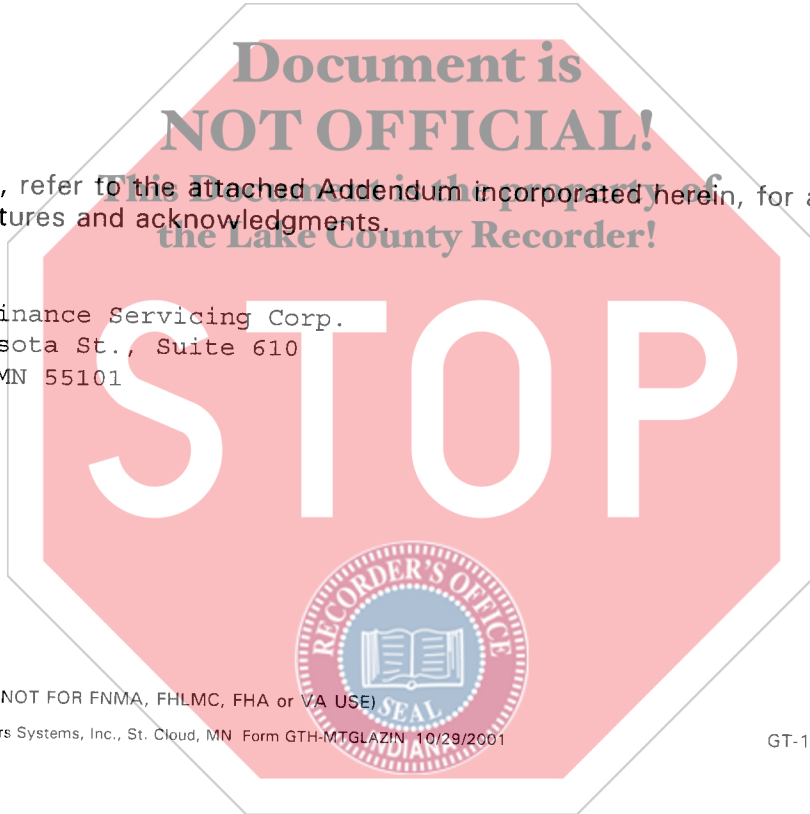 Document is
NOT OFFICIAL!
This Document is the property of
the Lake County Recorder!
, refer to the attached Addendum incorporated herein, for a
tures and acknowledgments.
inance Servicing Corp.
sota St., Suite 610
MN 55101
STOP
RECORDER'S OFFICE
SEAL
INDIANA
NOT FOR FNMA, FHLMC, FHA or VA USE)
rs Systems, Inc., St. Cloud, MN Form GTH-MTGLAZIN 10/29/2001
GT-1